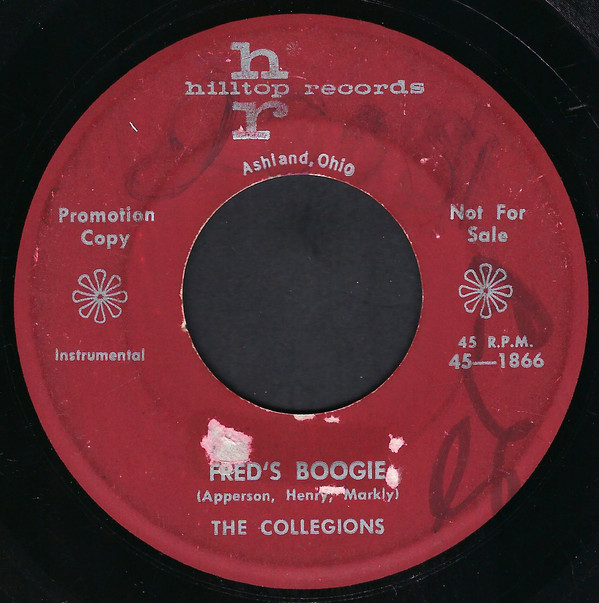 h
hilltop records
r
Ashland, Ohio
Promotion
Copy
Not For
Sale
Instrumental
45 R.P.M.
45—1866
FRED'S BOOGIE
(Apperson, Henry, Markly)
THE COLLEGIONS